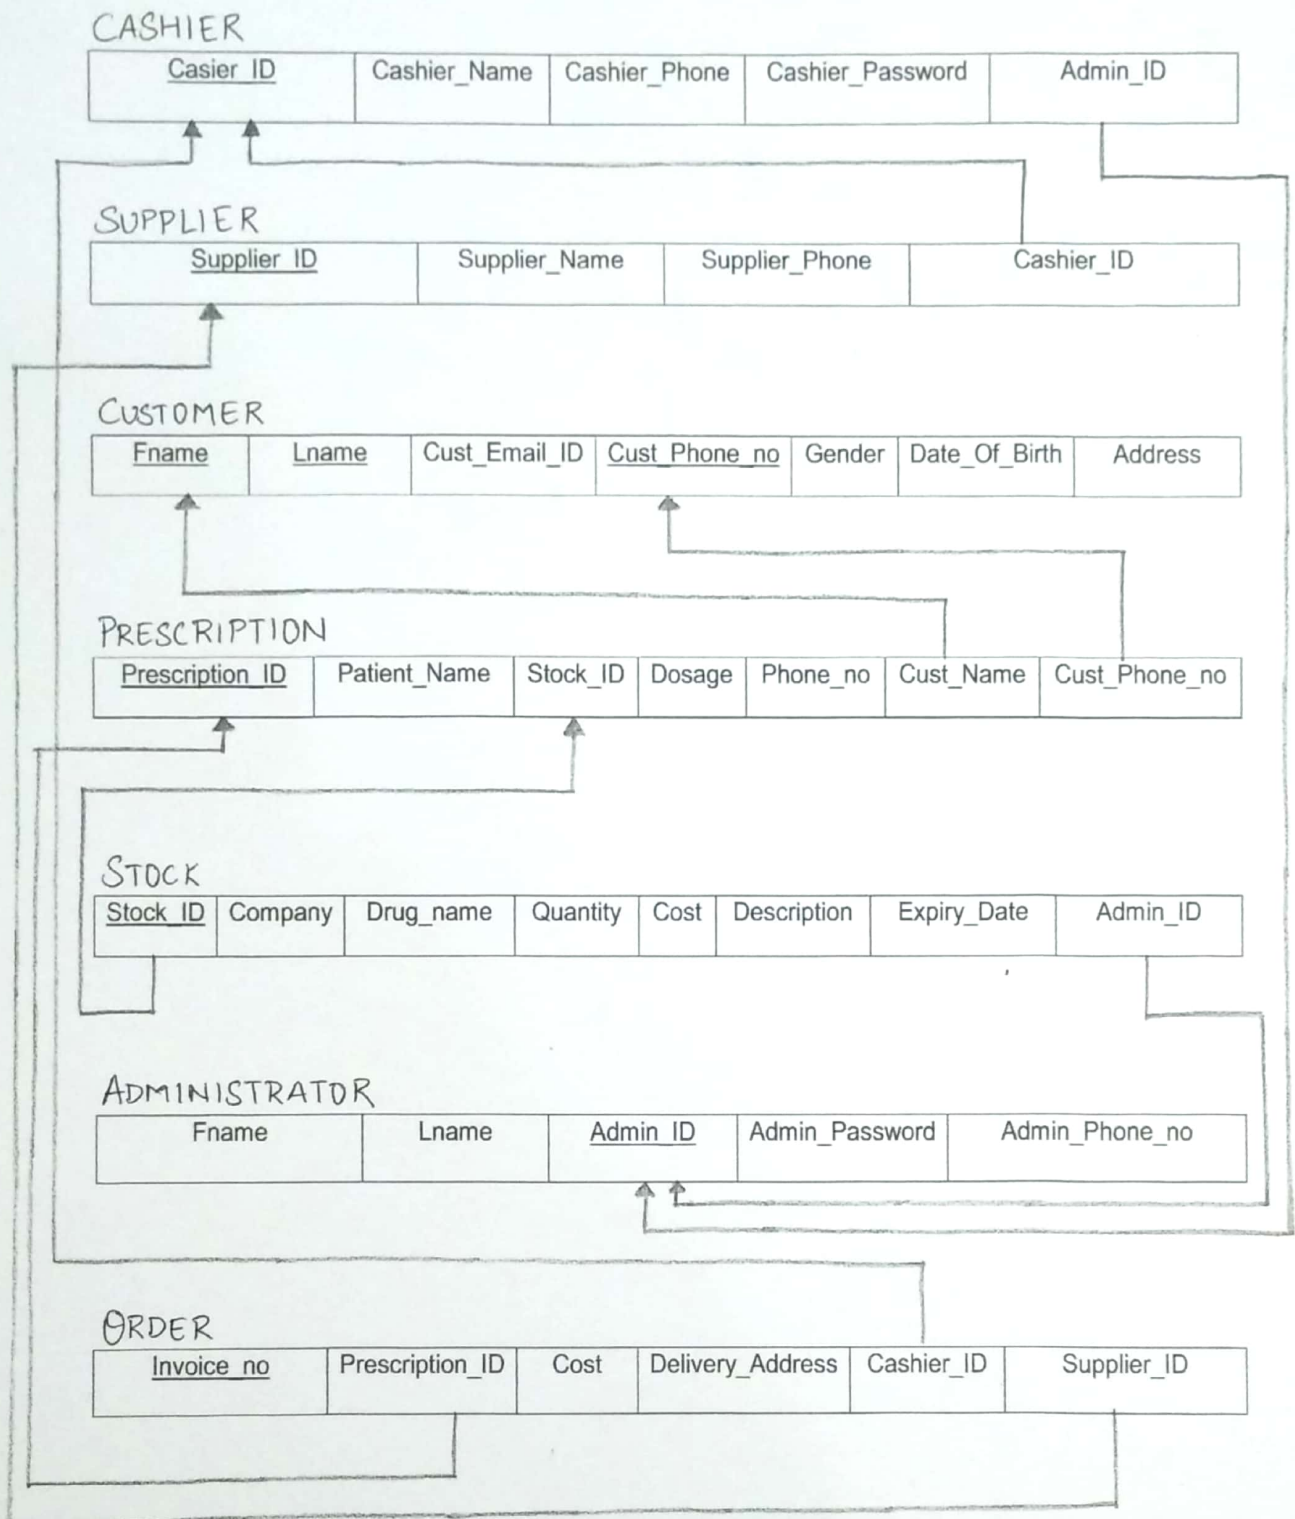 CASHIER
Casier_ID Cashier_Name Cashier_Phone Cashier_Password Admin_ID
SUPPLIER
Supplier_ID Supplier_Name Supplier_Phone Cashier_ID
CUSTOMER
Fname Lname Cust_Email_ID Cust_Phone_no Gender Date_Of_Birth Address
PRESCRIPTION
Prescription_ID Patient_Name Stock_ID Dosage Phone_no Cust_Name Cust_Phone_no
STOCK
Stock_ID Company Drug_name Quantity Cost Description Expiry_Date Admin_ID
ADMINISTRATOR
Fname Lname Admin_ID Admin_Password Admin_Phone_no
ORDER
Invoice_no Prescription_ID Cost Delivery_Address Cashier_ID Supplier_ID